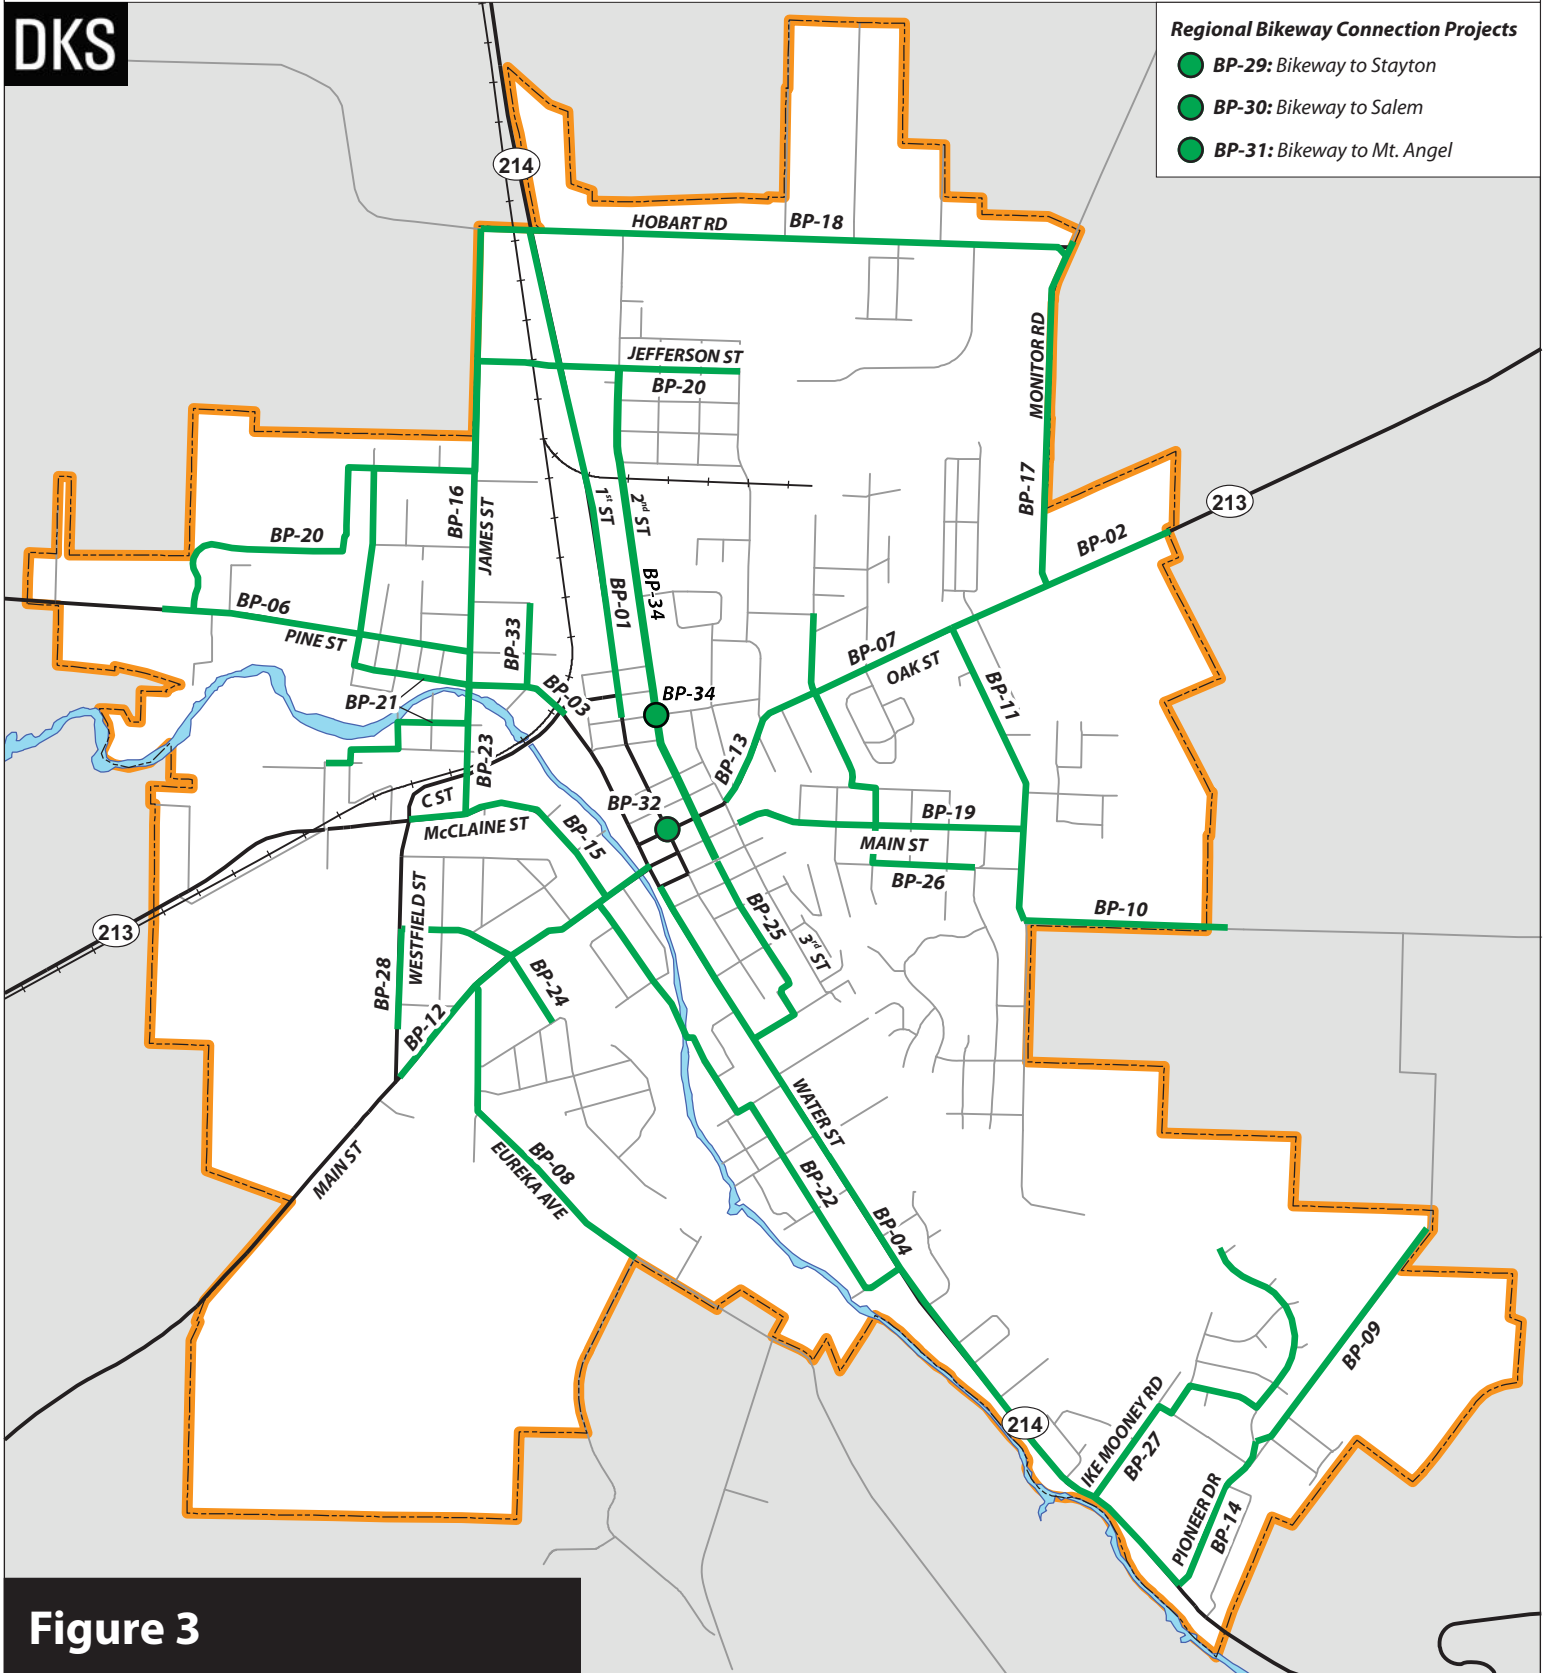 DKS
Regional Bikeway Connection Projects
BP-29: Bikeway to Stayton
BP-30: Bikeway to Salem
BP-31: Bikeway to Mt. Angel
214
HOBART RD
BP-18
JEFFERSON ST
BP-20
MONITOR RD
BP-17
213
BP-02
BP-16
JAMES ST
1st ST
2nd ST
BP-20
BP-06
PINE ST
BP-33
BP-01
BP-34
BP-07
OAK ST
BP-11
BP-21
BP-03
BP-34
BP-23
BP-13
C ST
McCLAINE ST
BP-32
BP-15
BP-19
MAIN ST
BP-26
BP-10
213
WESTFIELD ST
BP-28
BP-12
BP-24
BP-25
3rd ST
MAIN ST
EUREKA AVE
BP-08
WATER ST
BP-22
BP-04
BP-09
214
IKE MOONEY RD
BP-27
PIONEER DR
BP-14
Figure 3